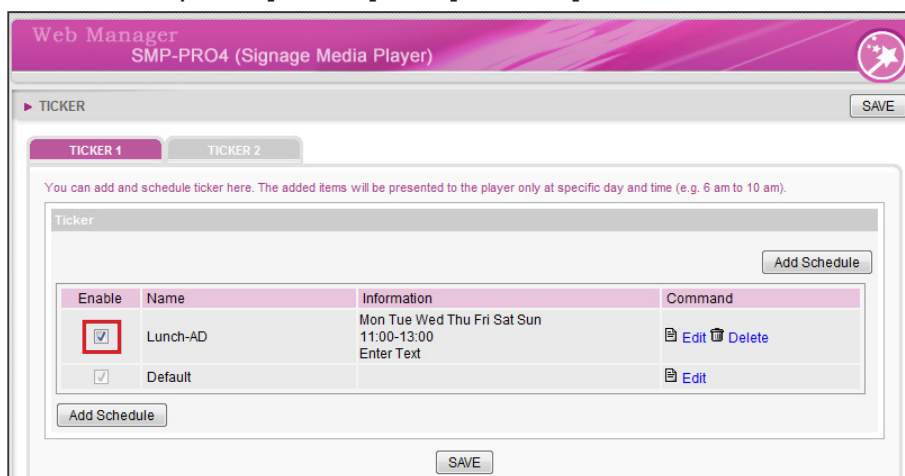 Web Manager
SMP-PRO4 (Signage Media Player)
TICKER
SAVE
TICKER 1 TICKER 2
You can add and schedule ticker here. The added items will be presented to the player only at specific day and time (e.g. 6 am to 10 am).
Ticker
Add Schedule
Enable Name Information Command
Lunch-AD
Mon Tue Wed Thu Fri Sat Sun
11:00-13:00
Enter Text
Edit Delete
Default Edit
Add Schedule
SAVE